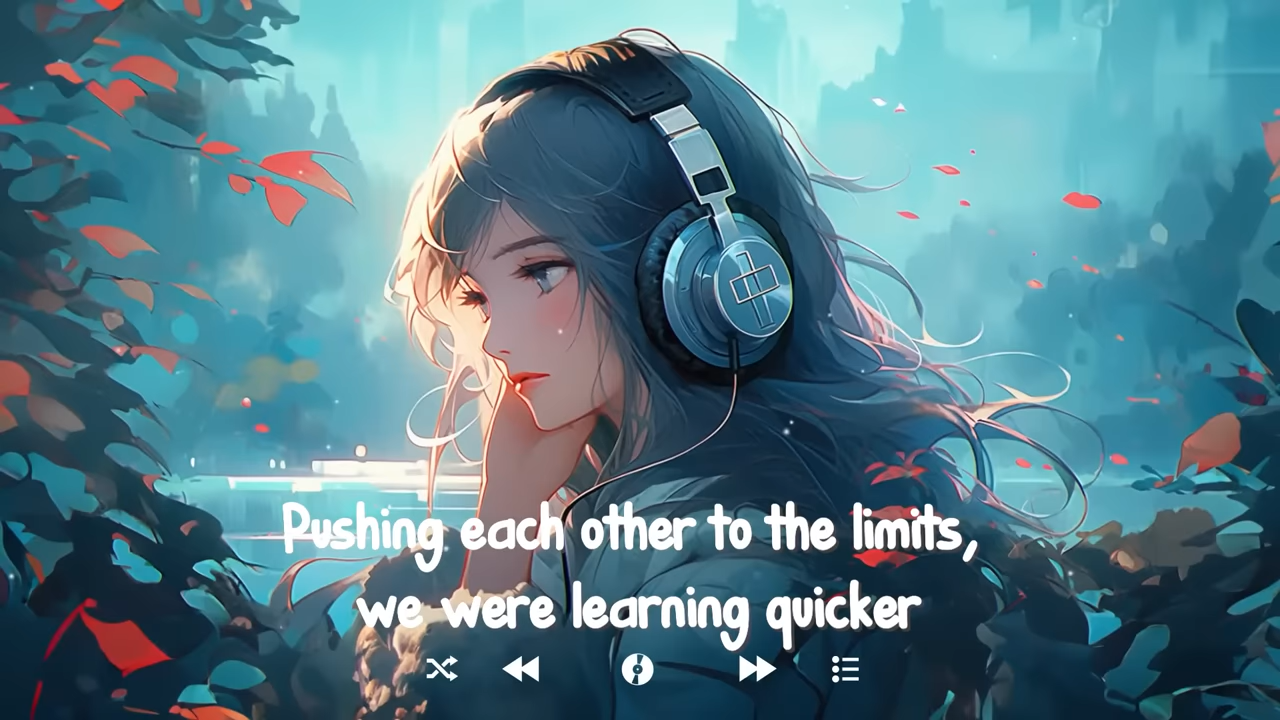 Pushing each other to the limits,
we were learning quicker